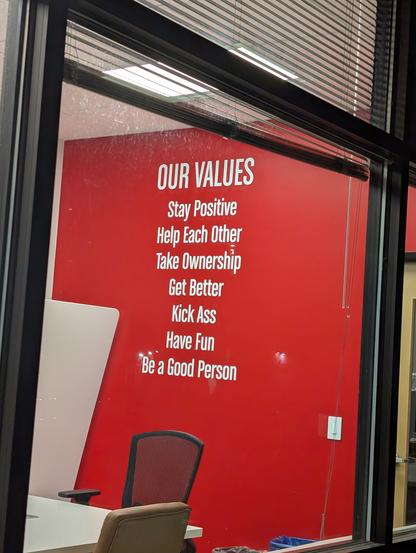 OUR VALUES
Stay Positive
Help Each Other
Take Ownership
Get Better
Kick Ass
Have Fun
Be a Good Person